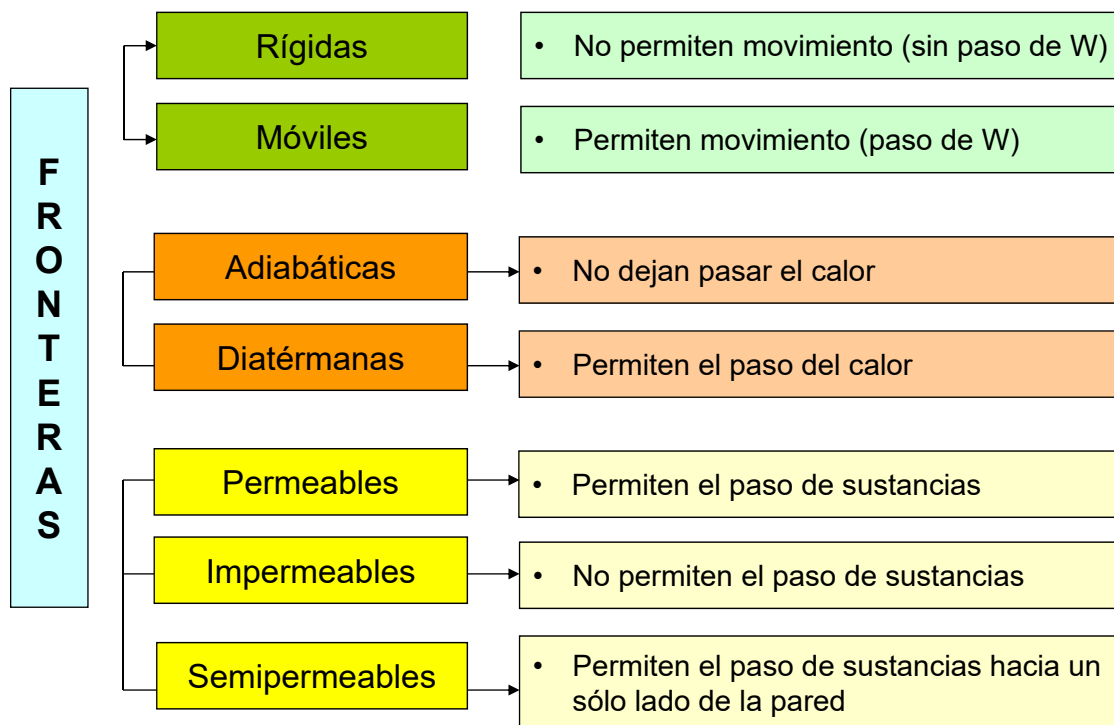 FRONTERAS
Rígidas
• No permiten movimiento (sin paso de W)
Móviles
• Permiten movimiento (paso de W)
Adiabáticas
• No dejan pasar el calor
Diatérmanas
• Permiten el paso del calor
Permeables
• Permiten el paso de sustancias
Impermeables
• No permiten el paso de sustancias
Semipermeables
• Permiten el paso de sustancias hacia un
sólo lado de la pared